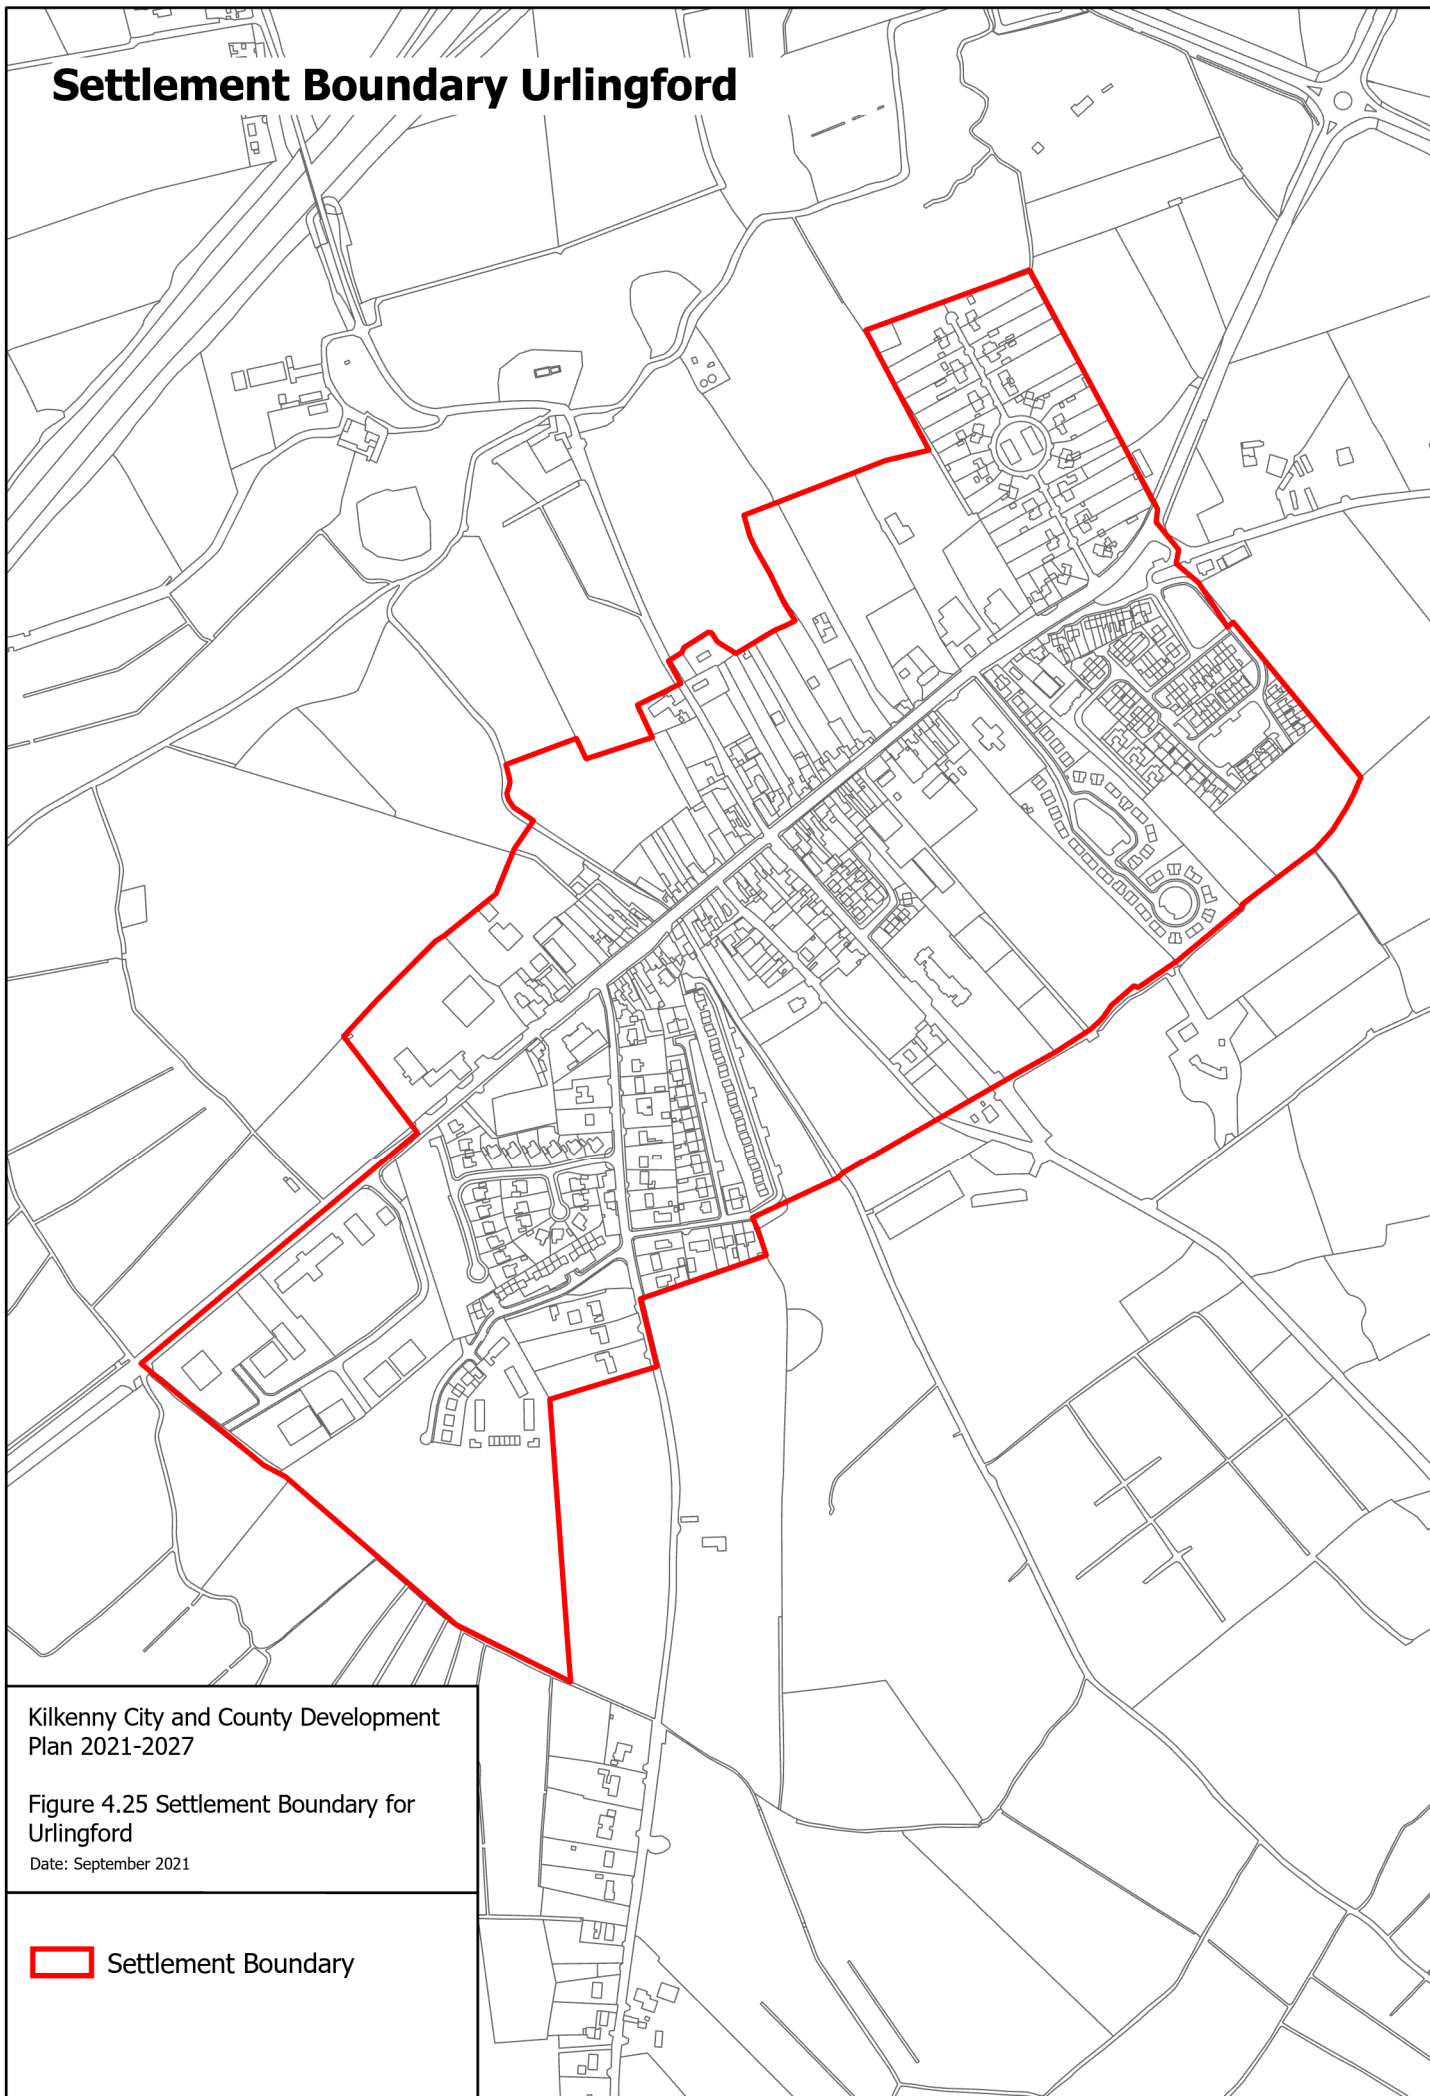 Settlement Boundary Urlingford
Kilkenny City and County Development
Plan 2021-2027
Figure 4.25 Settlement Boundary for
Urlingford
Date: September 2021
Settlement Boundary